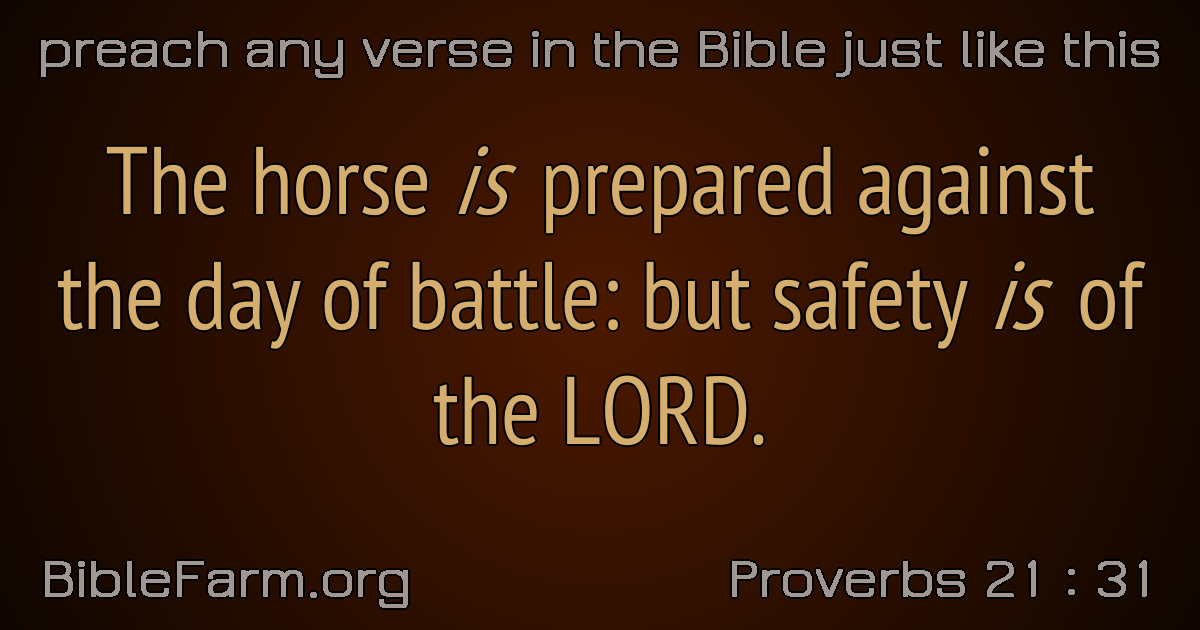 preach any verse in the Bible just like this
The horse is prepared against
the day of battle: but safety is of
the LORD.
BibleFarm.org
Proverbs 21 : 31